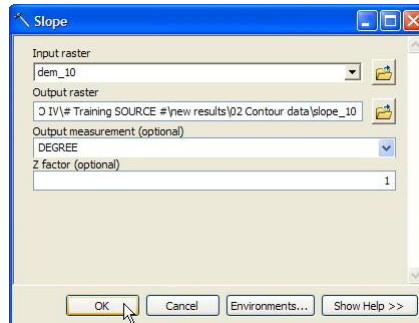 Slope
Input raster
dem_10
Output raster
IV\# Training SOURCE #\new results\02 Contour data\slope_10
Output measurement (optional)
DEGREE
Z factor (optional)
1
OK
Cancel
Environments...
Show Help >>